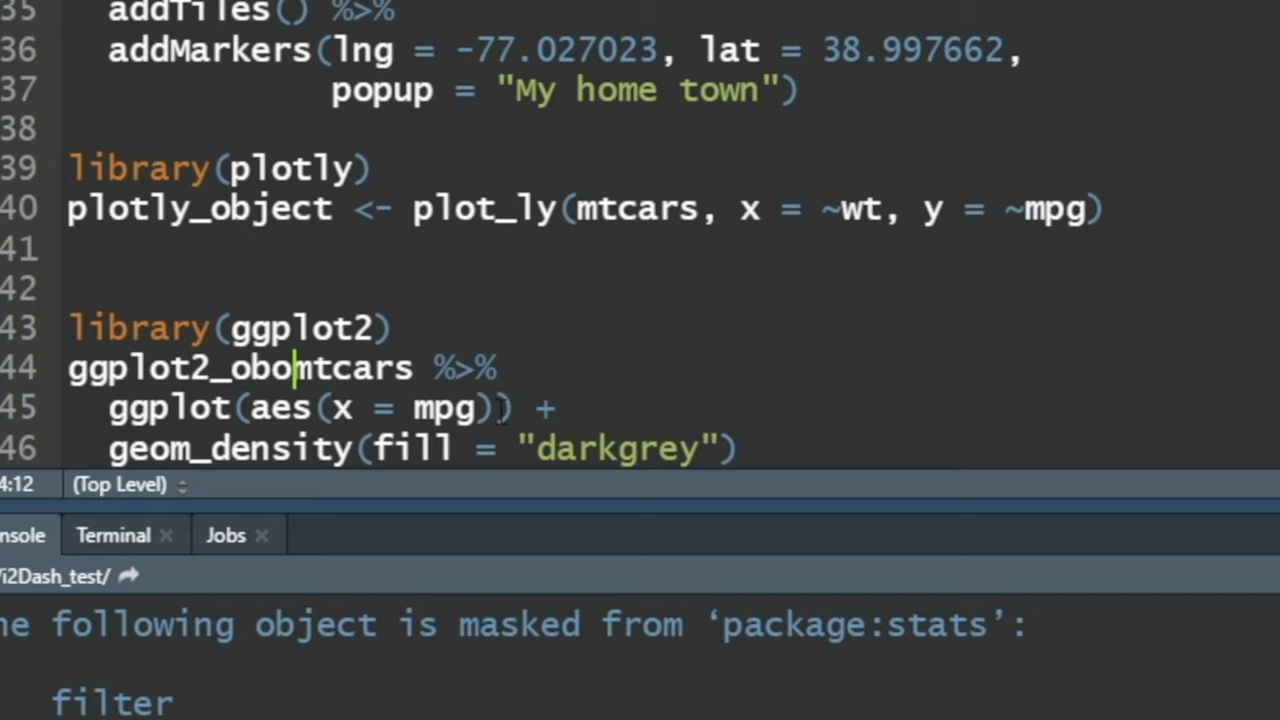 35 addTiles() %>%
36 addMarkers(lng = -77.027023, lat = 38.997662,
37 popup = "My home town")
38
39 library(plotly)
40 plotly_object <- plot_ly(mtcars, x = ~wt, y = ~mpg)
41
42
43 library(ggplot2)
44 ggplot2_obomtcars %>%
45 ggplot(aes(x = mpg)) +
46 geom_density(fill = "darkgrey")
4:12 (Top Level)
nsole Terminal Jobs
/i2Dash_test/
he following object is masked from ‘package:stats’:
filter